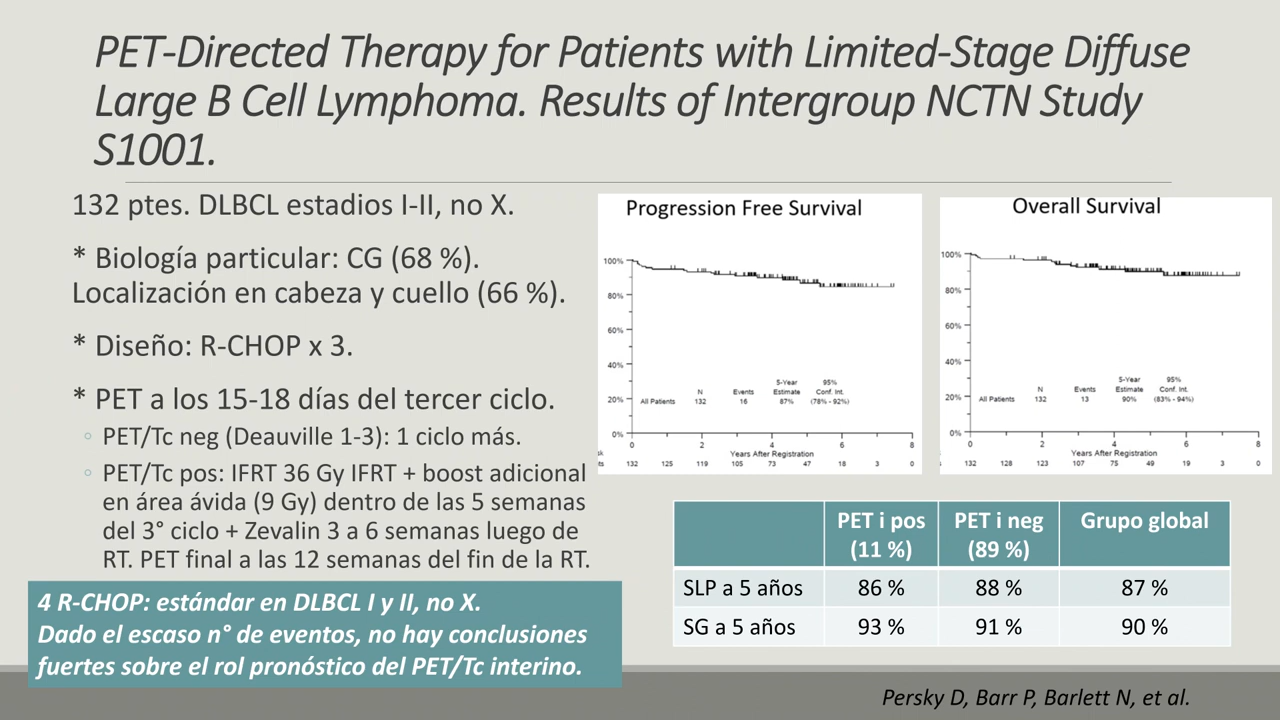 PET-Directed Therapy for Patients with Limited-Stage Diffuse
Large B Cell Lymphoma. Results of Intergroup NCTN Study
S1001.
132 ptes. DLBCL estadios I-II, no X.
* Biología particular: CG (68 %).
Localización en cabeza y cuello (66 %).
* Diseño: R-CHOP x 3.
* PET a los 15-18 días del tercer ciclo.
◦ PET/Tc neg (Deauville 1-3): 1 ciclo más.
◦ PET/Tc pos: IFRT 36 Gy IFRT + boost adicional
en área ávida (9 Gy) dentro de las 5 semanas
del 3° ciclo + Zevalin 3 a 6 semanas luego de
RT. PET final a las 12 semanas del fin de la RT.
4 R-CHOP: estándar en DLBCL I y II, no X.
Dado el escaso n° de eventos, no hay conclusiones
fuertes sobre el rol pronóstico del PET/Tc interino.
Progression Free Survival
100%
80%
60%
40%
20%
0%
5-Year 95%
N Events Estimate Conf. Int.
All Patients 132 16 87% (78% - 92%)
0 2 4 6 8
Years After Registration
132 125 119 105 73 47 18 3 0
Overall Survival
100%
80%
60%
40%
20%
0%
5-Year 95%
N Events Estimate Conf. Int.
All Patients 132 13 90% (83% - 94%)
0 2 4 6 8
Years After Registration
132 128 123 107 75 49 19 3 0
PET i pos PET i neg Grupo global
(11 %) (89 %)
SLP a 5 años 86 % 88 % 87 %
SG a 5 años 93 % 91 % 90 %
Persky D, Barr P, Barlett N, et al.